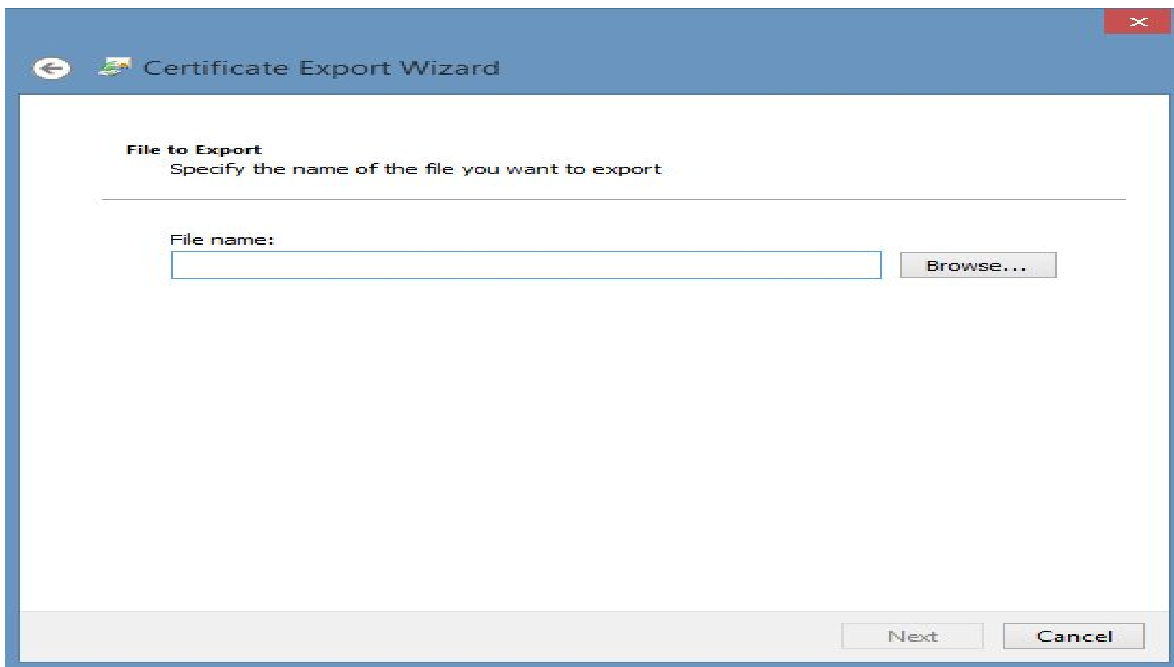 Certificate Export Wizard
File to Export
Specify the name of the file you want to export
File name:
Browse...
Next
Cancel